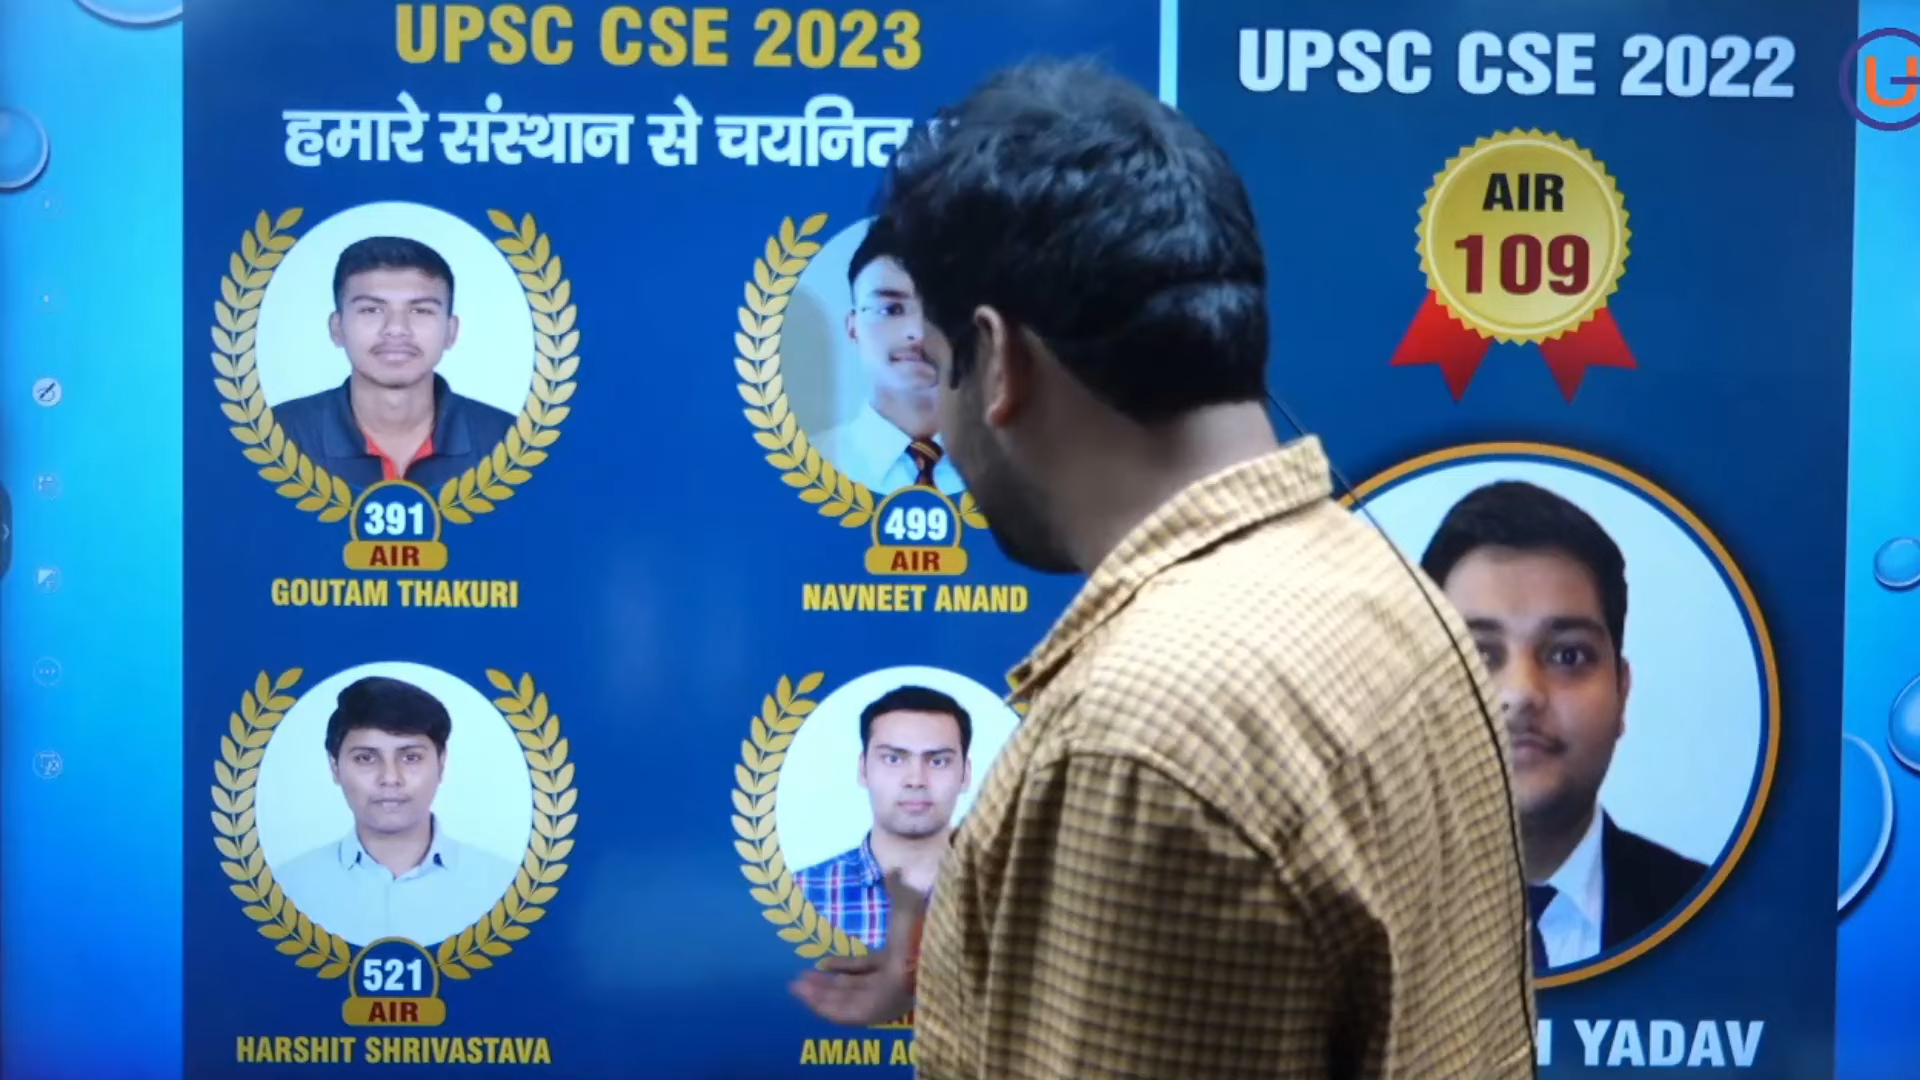 UPSC CSE 2023
हमारे संस्थान से चयनित
391
AIR
GOUTAM THAKURI
499
AIR
NAVNEET ANAND
521
AIR
HARSHIT SHRIVASTAVA
AMAN
UPSC CSE 2022
AIR
109
YADAV